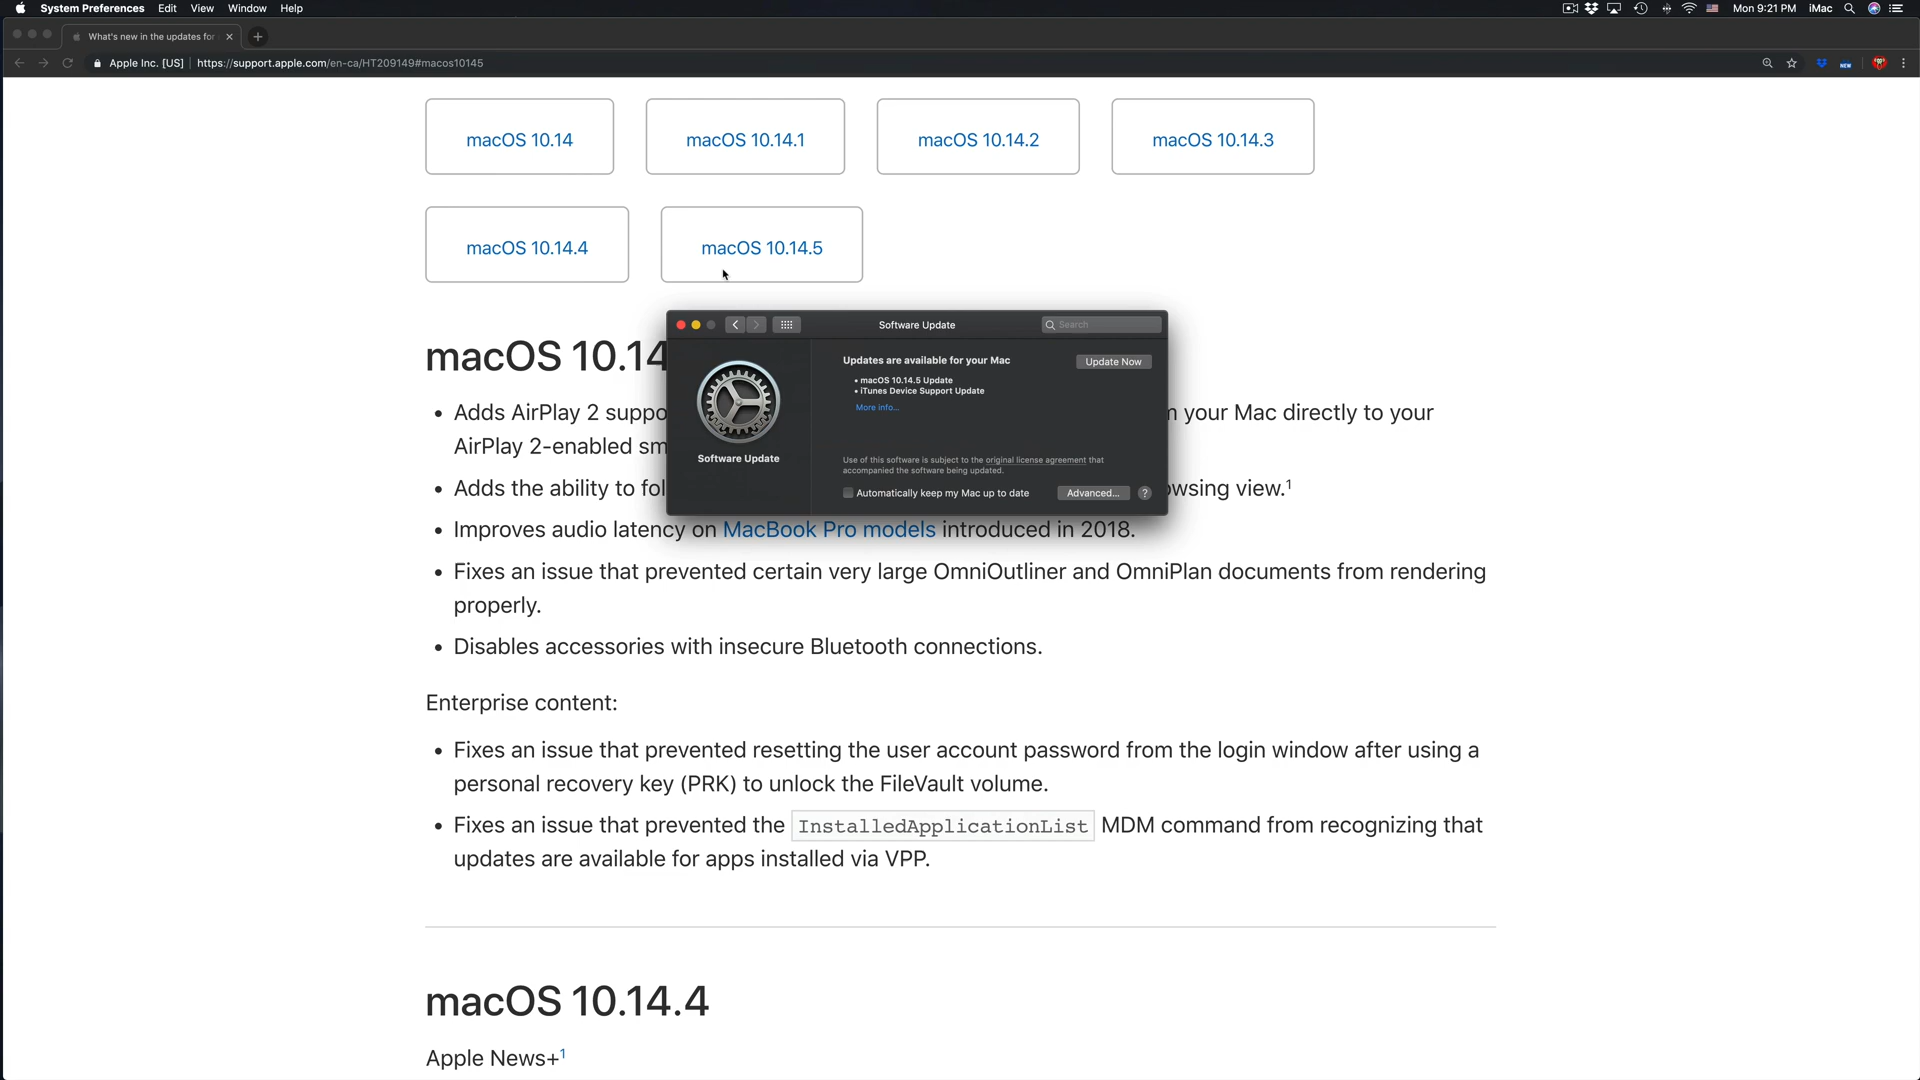 System Preferences Edit View Window Help
Mon 9:21 PM iMac
What's new in the updates for
Apple Inc. [US] https://support.apple.com/en-ca/HT209149#macos10145
NEW
macOS 10.14 macOS 10.14.1 macOS 10.14.2 macOS 10.14.3
macOS 10.14.4 macOS 10.14.5
Software Update
Search
Updates are available for your Mac
Update Now
• macOS 10.14.5 Update
• iTunes Device Support Update
More info...
Software Update
Use of this software is subject to the original license agreement that
accompanied the software being updated.
Automatically keep my Mac up to date
Advanced... ?
macOS 10.14
• Adds AirPlay 2 suppo your Mac directly to your
AirPlay 2-enabled sm
• Adds the ability to fol wsing view.1
• Improves audio latency on MacBook Pro models introduced in 2018.
• Fixes an issue that prevented certain very large OmniOutliner and OmniPlan documents from rendering
properly.
• Disables accessories with insecure Bluetooth connections.
Enterprise content:
• Fixes an issue that prevented resetting the user account password from the login window after using a
personal recovery key (PRK) to unlock the FileVault volume.
• Fixes an issue that prevented the InstalledApplicationList MDM command from recognizing that
updates are available for apps installed via VPP.
macOS 10.14.4
Apple News+1